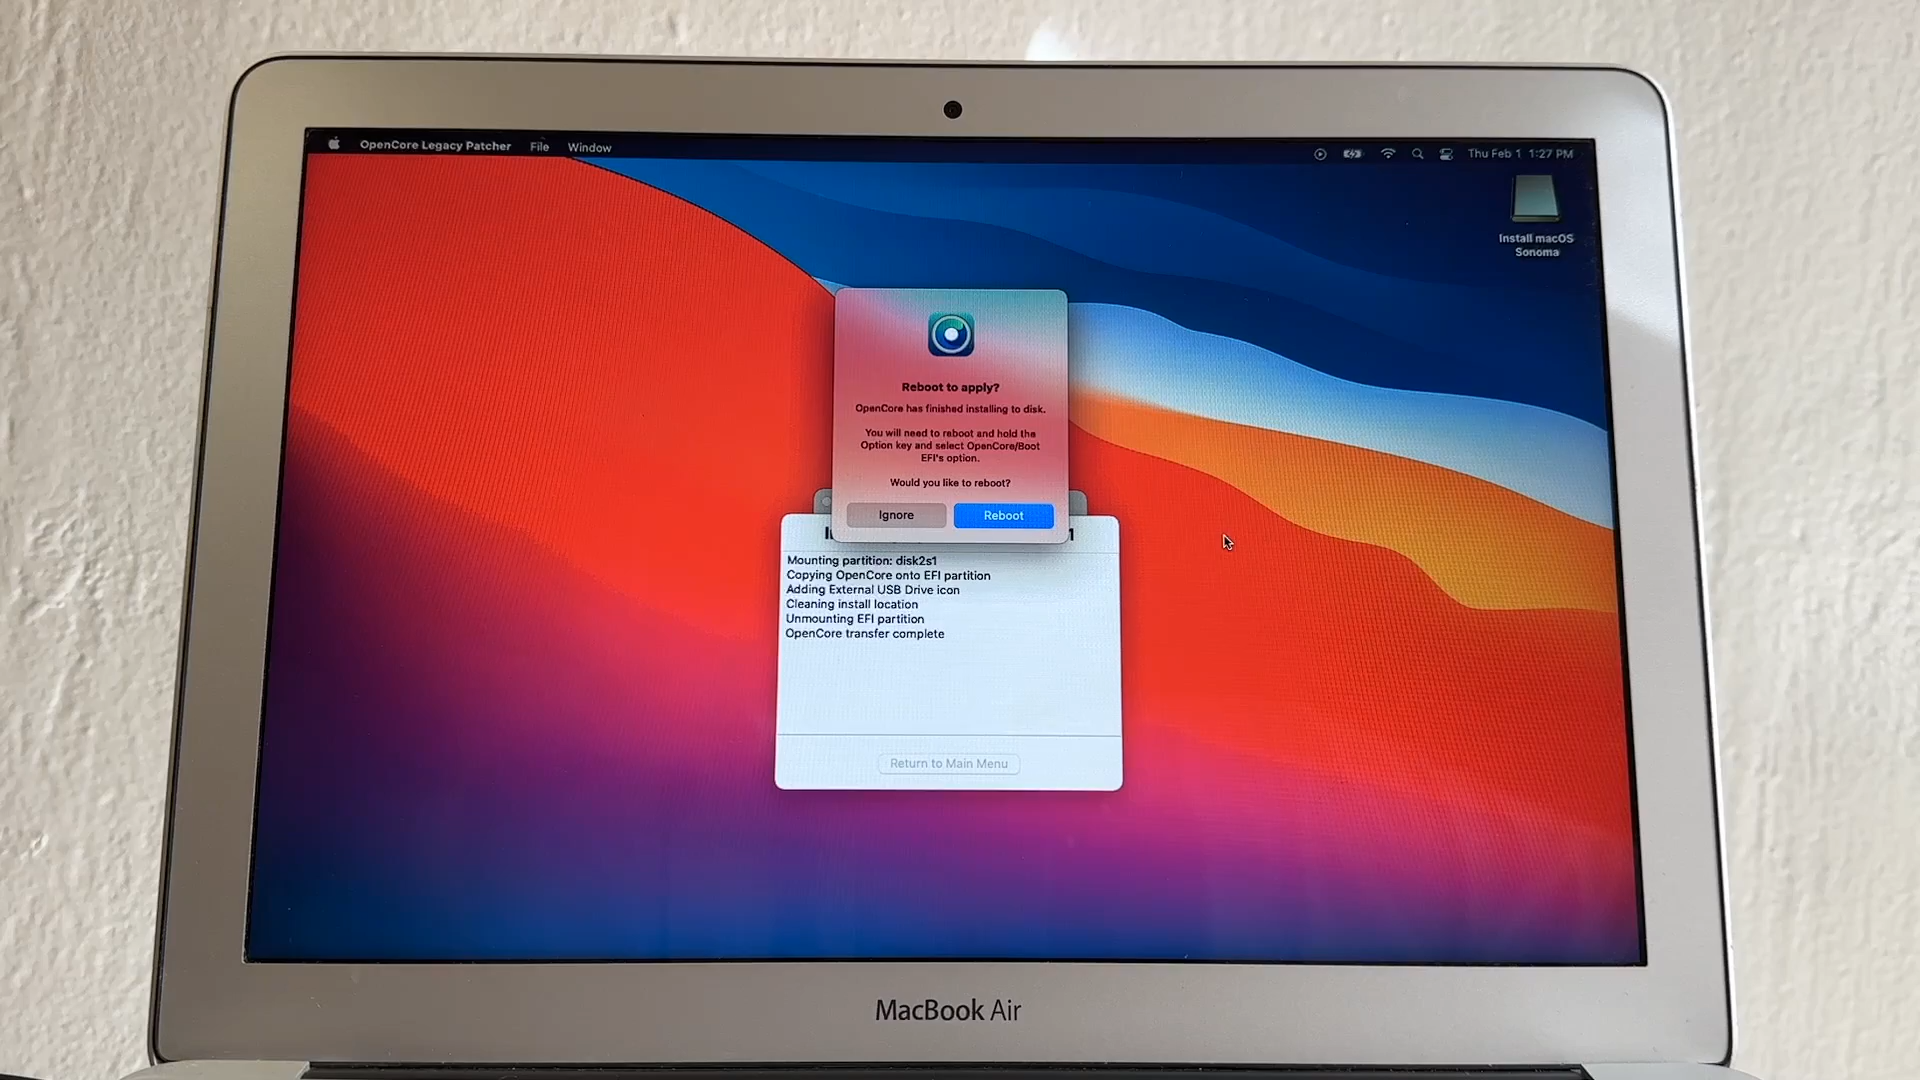 OpenCore Legacy Patcher File Window
Thu Feb 1 1:27 PM
Install macOS
Sonoma
Reboot to apply?
OpenCore has finished installing to disk.
You will need to reboot and hold the
Option key and select OpenCore/Boot
EFI's option.
Would you like to reboot?
Ignore Reboot
Mounting partition: disk2s1
Copying OpenCore onto EFI partition
Adding External USB Drive icon
Cleaning install location
Unmounting EFI partition
OpenCore transfer complete
Return to Main Menu
MacBook Air